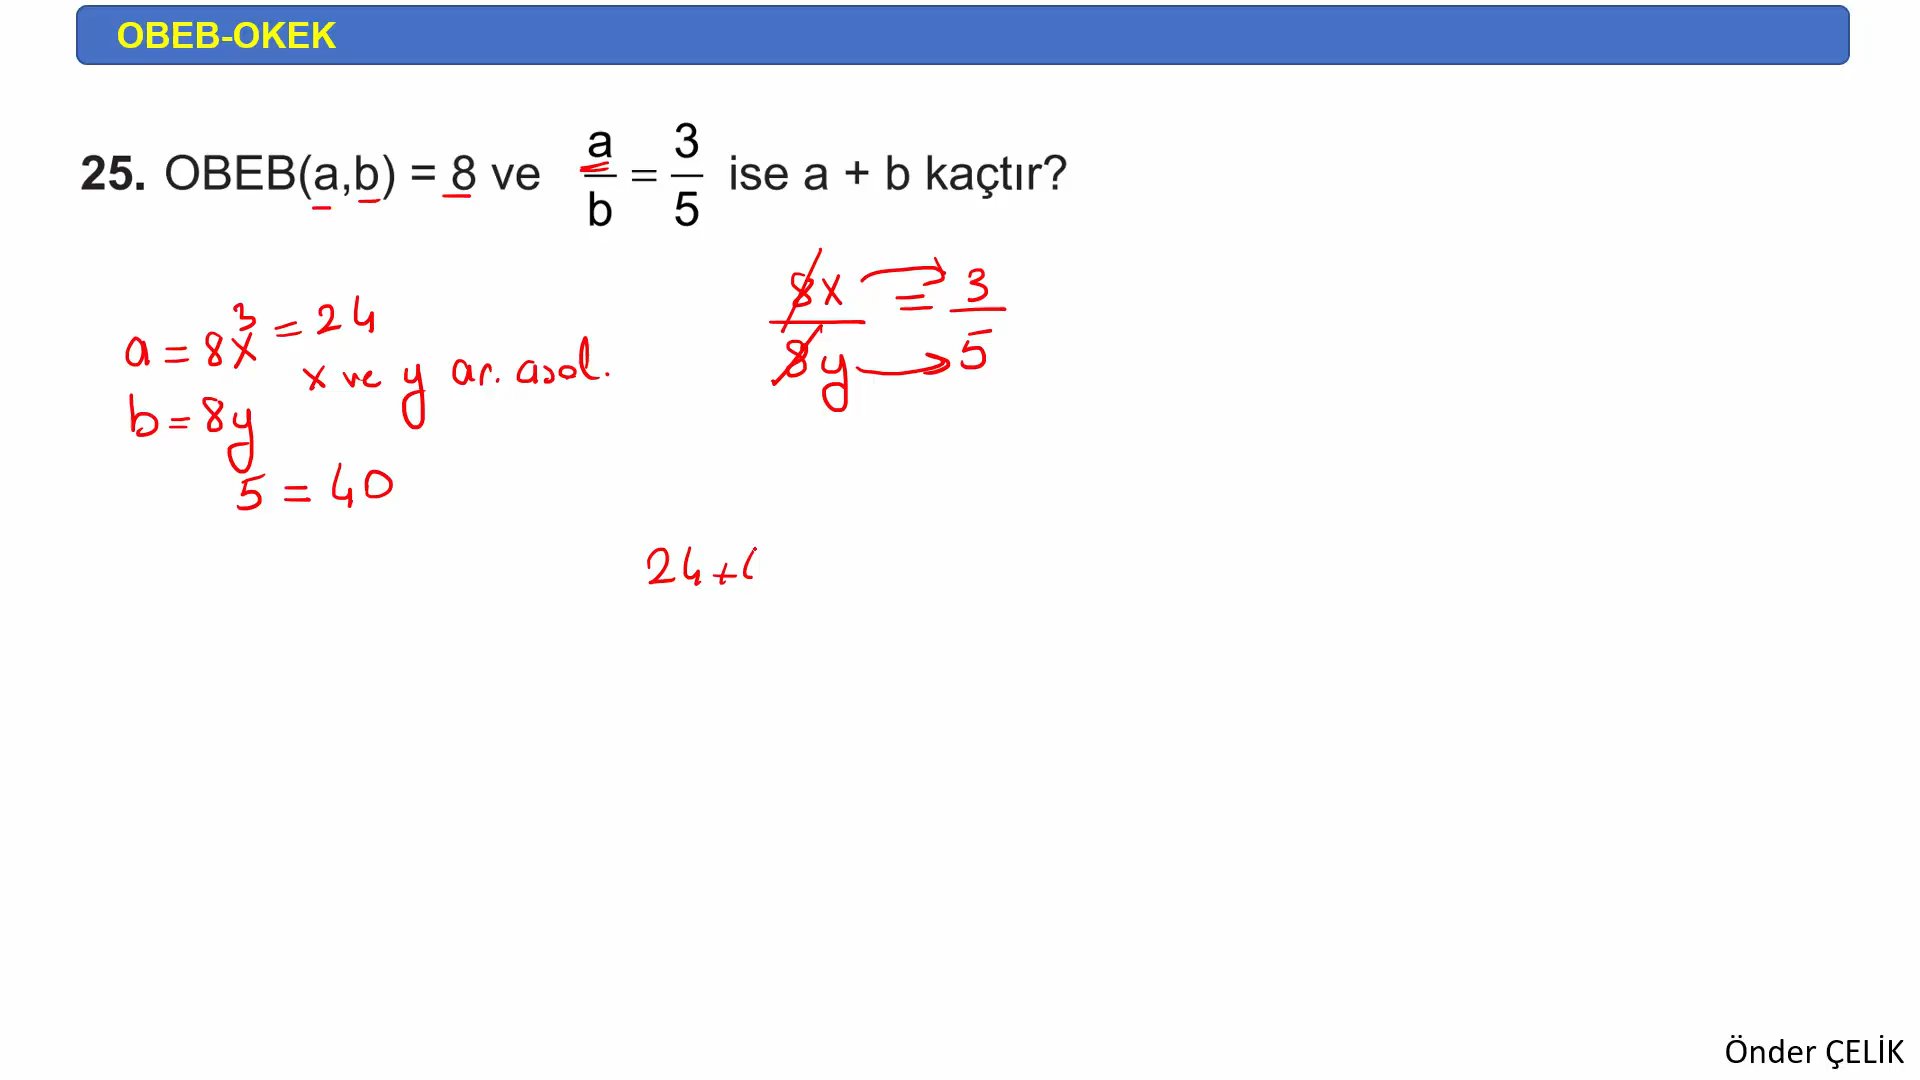 OBEB-OKEK
25. OBEB(a,b) = 8 ve a/b = 3/5 ise a + b kaçtır?
8x/8y = 3/5
a = 8x 3 = 24
x ve y ar. asal.
b = 8y
5 = 40
24 + (
Önder ÇELİK